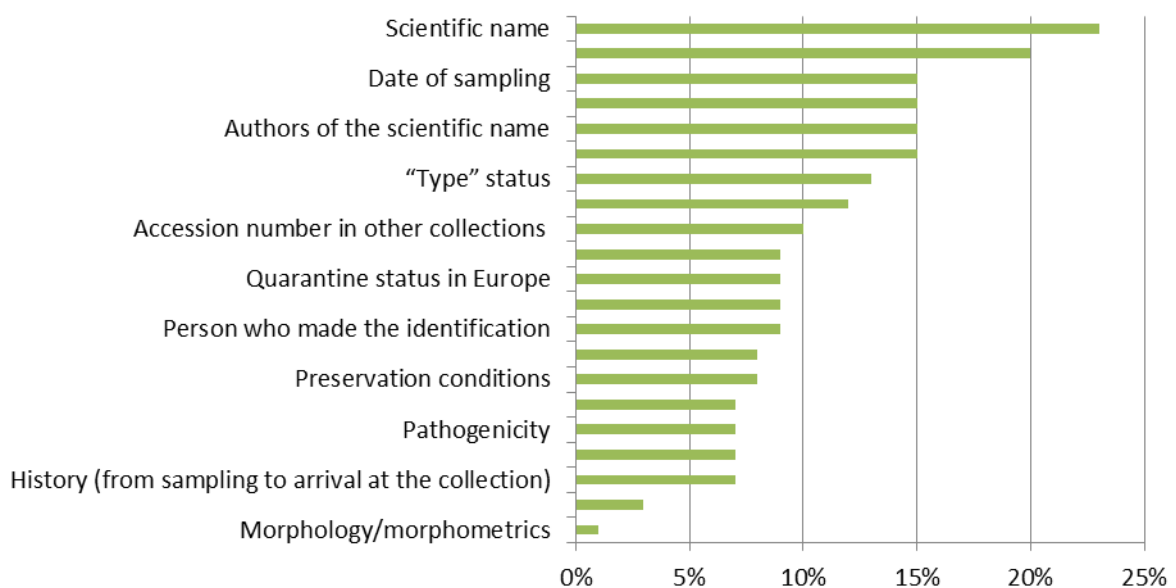 Scientific name
Date of sampling
Authors of the scientific name
“Type” status
Accession number in other collections
Quarantine status in Europe
Person who made the identification
Preservation conditions
Pathogenicity
History (from sampling to arrival at the collection)
Morphology/morphometrics
0% 5% 10% 15% 20% 25%